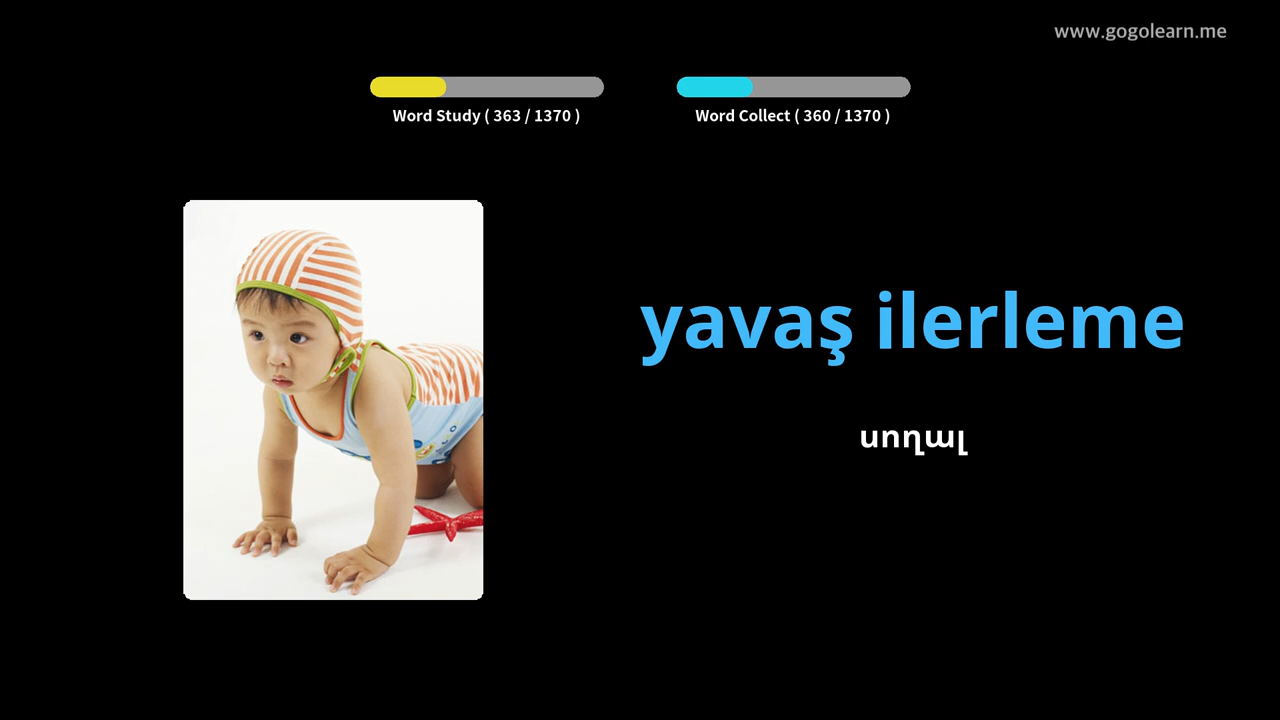 www.gogolearn.me
Word Study ( 363 / 1370 )
Word Collect ( 360 / 1370 )
yavaş ilerleme
սողալ